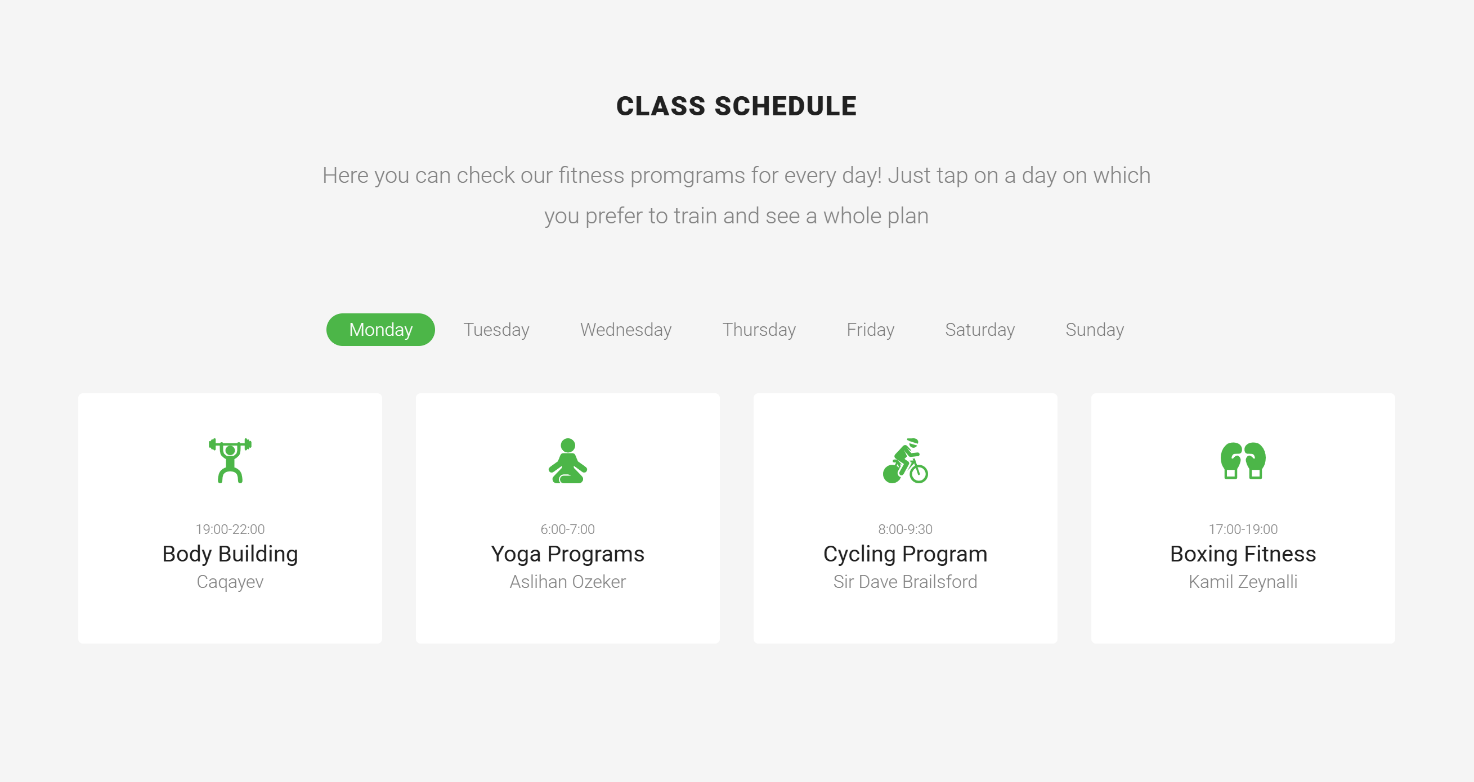 CLASS SCHEDULE
Here you can check our fitness promgrams for every day! Just tap on a day on which
you prefer to train and see a whole plan
Monday Tuesday Wednesday Thursday Friday Saturday Sunday
19:00-22:00
Body Building
Caqayev
6:00-7:00
Yoga Programs
Aslihan Ozeker
8:00-9:30
Cycling Program
Sir Dave Brailsford
17:00-19:00
Boxing Fitness
Kamil Zeynalli